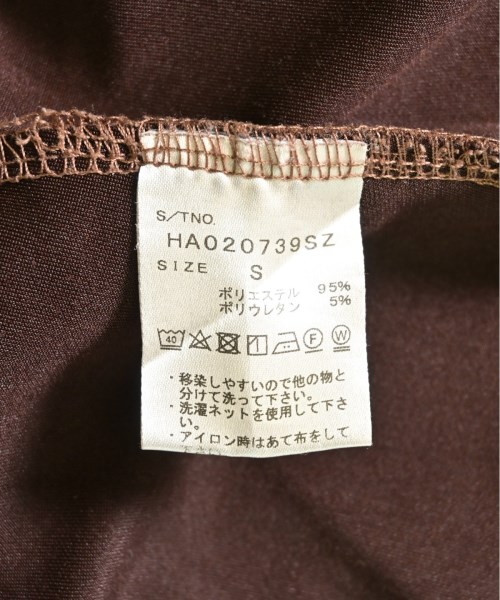 S/TNO.
HA020739SZ
SIZE S
ポリエステル 95%
ポリウレタン 5%
40 F W
・移染しやすいので他の物と
分けて洗って下さい。
・洗濯ネットを使用して下さ
い。
・アイロン時はあて布をして